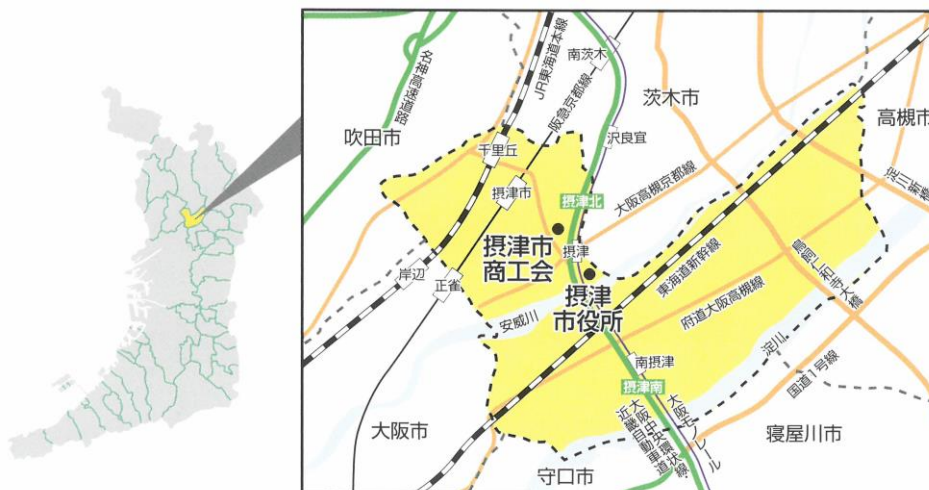 名神高速道路
JR東海道本線
阪急京都線
南茨木
茨木市
高槻市
吹田市
千里丘
沢良宜
摂津市
大阪高槻京都線
淀川新橋
摂津北
摂津市
商工会
摂津
鳥飼仁和寺大橋
岸辺
正雀
東海道新幹線
摂津
市役所
安威川
府道大阪高槻線
淀川
国道1号線
南摂津
摂津南
大阪市
近畿自動車道
大阪中央環状線
大阪モノレール
寝屋川市
守口市